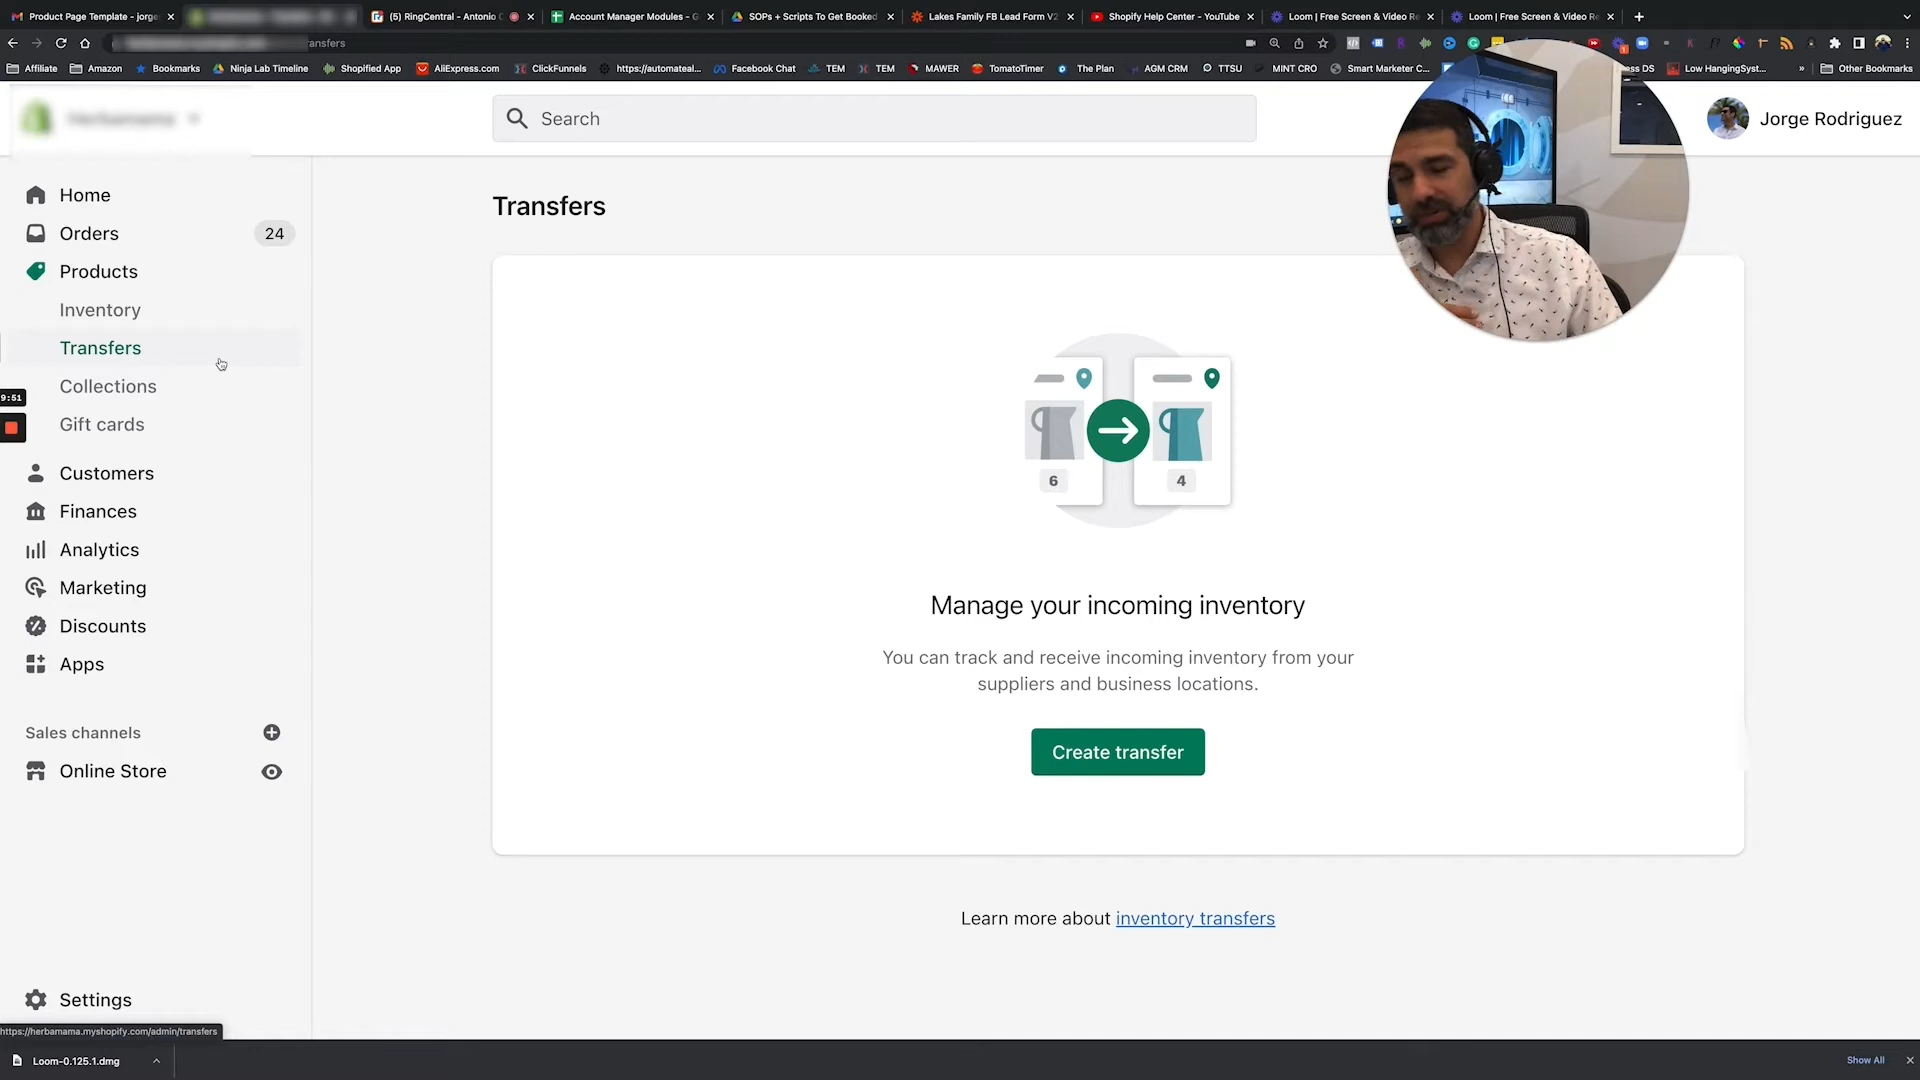 Product Page Template - jorge
(5) RingCentral - Antonio C
Account Manager Modules - G
SOPs + Scripts To Get Booked
Lakes Family FB Lead Form V2
Shopify Help Center - YouTube
Loom | Free Screen & Video Re
Loom | Free Screen & Video Re
ransfers
Affiliate
Amazon
Bookmarks
Ninja Lab Timeline
Shopified App
AliExpress.com
ClickFunnels
https://automateal...
Facebook Chat
TEM
TEM
MAWER
TomatoTimer
The Plan
AGM CRM
TTSU
MINT CRO
Smart Marketer C...
ess DS
Low HangingSyst...
»
Other Bookmarks
Herbamama
Search
Jorge Rodriguez
Home
Orders
24
Products
Inventory
Transfers
Collections
Gift cards
Customers
Finances
Analytics
Marketing
Discounts
Apps
Sales channels
Online Store
Settings
9:51
Transfers
6
4
Manage your incoming inventory
You can track and receive incoming inventory from your
suppliers and business locations.
Create transfer
Learn more about inventory transfers
https://herbamama.myshopify.com/admin/transfers
Loom-0.125.1.dmg
Show All